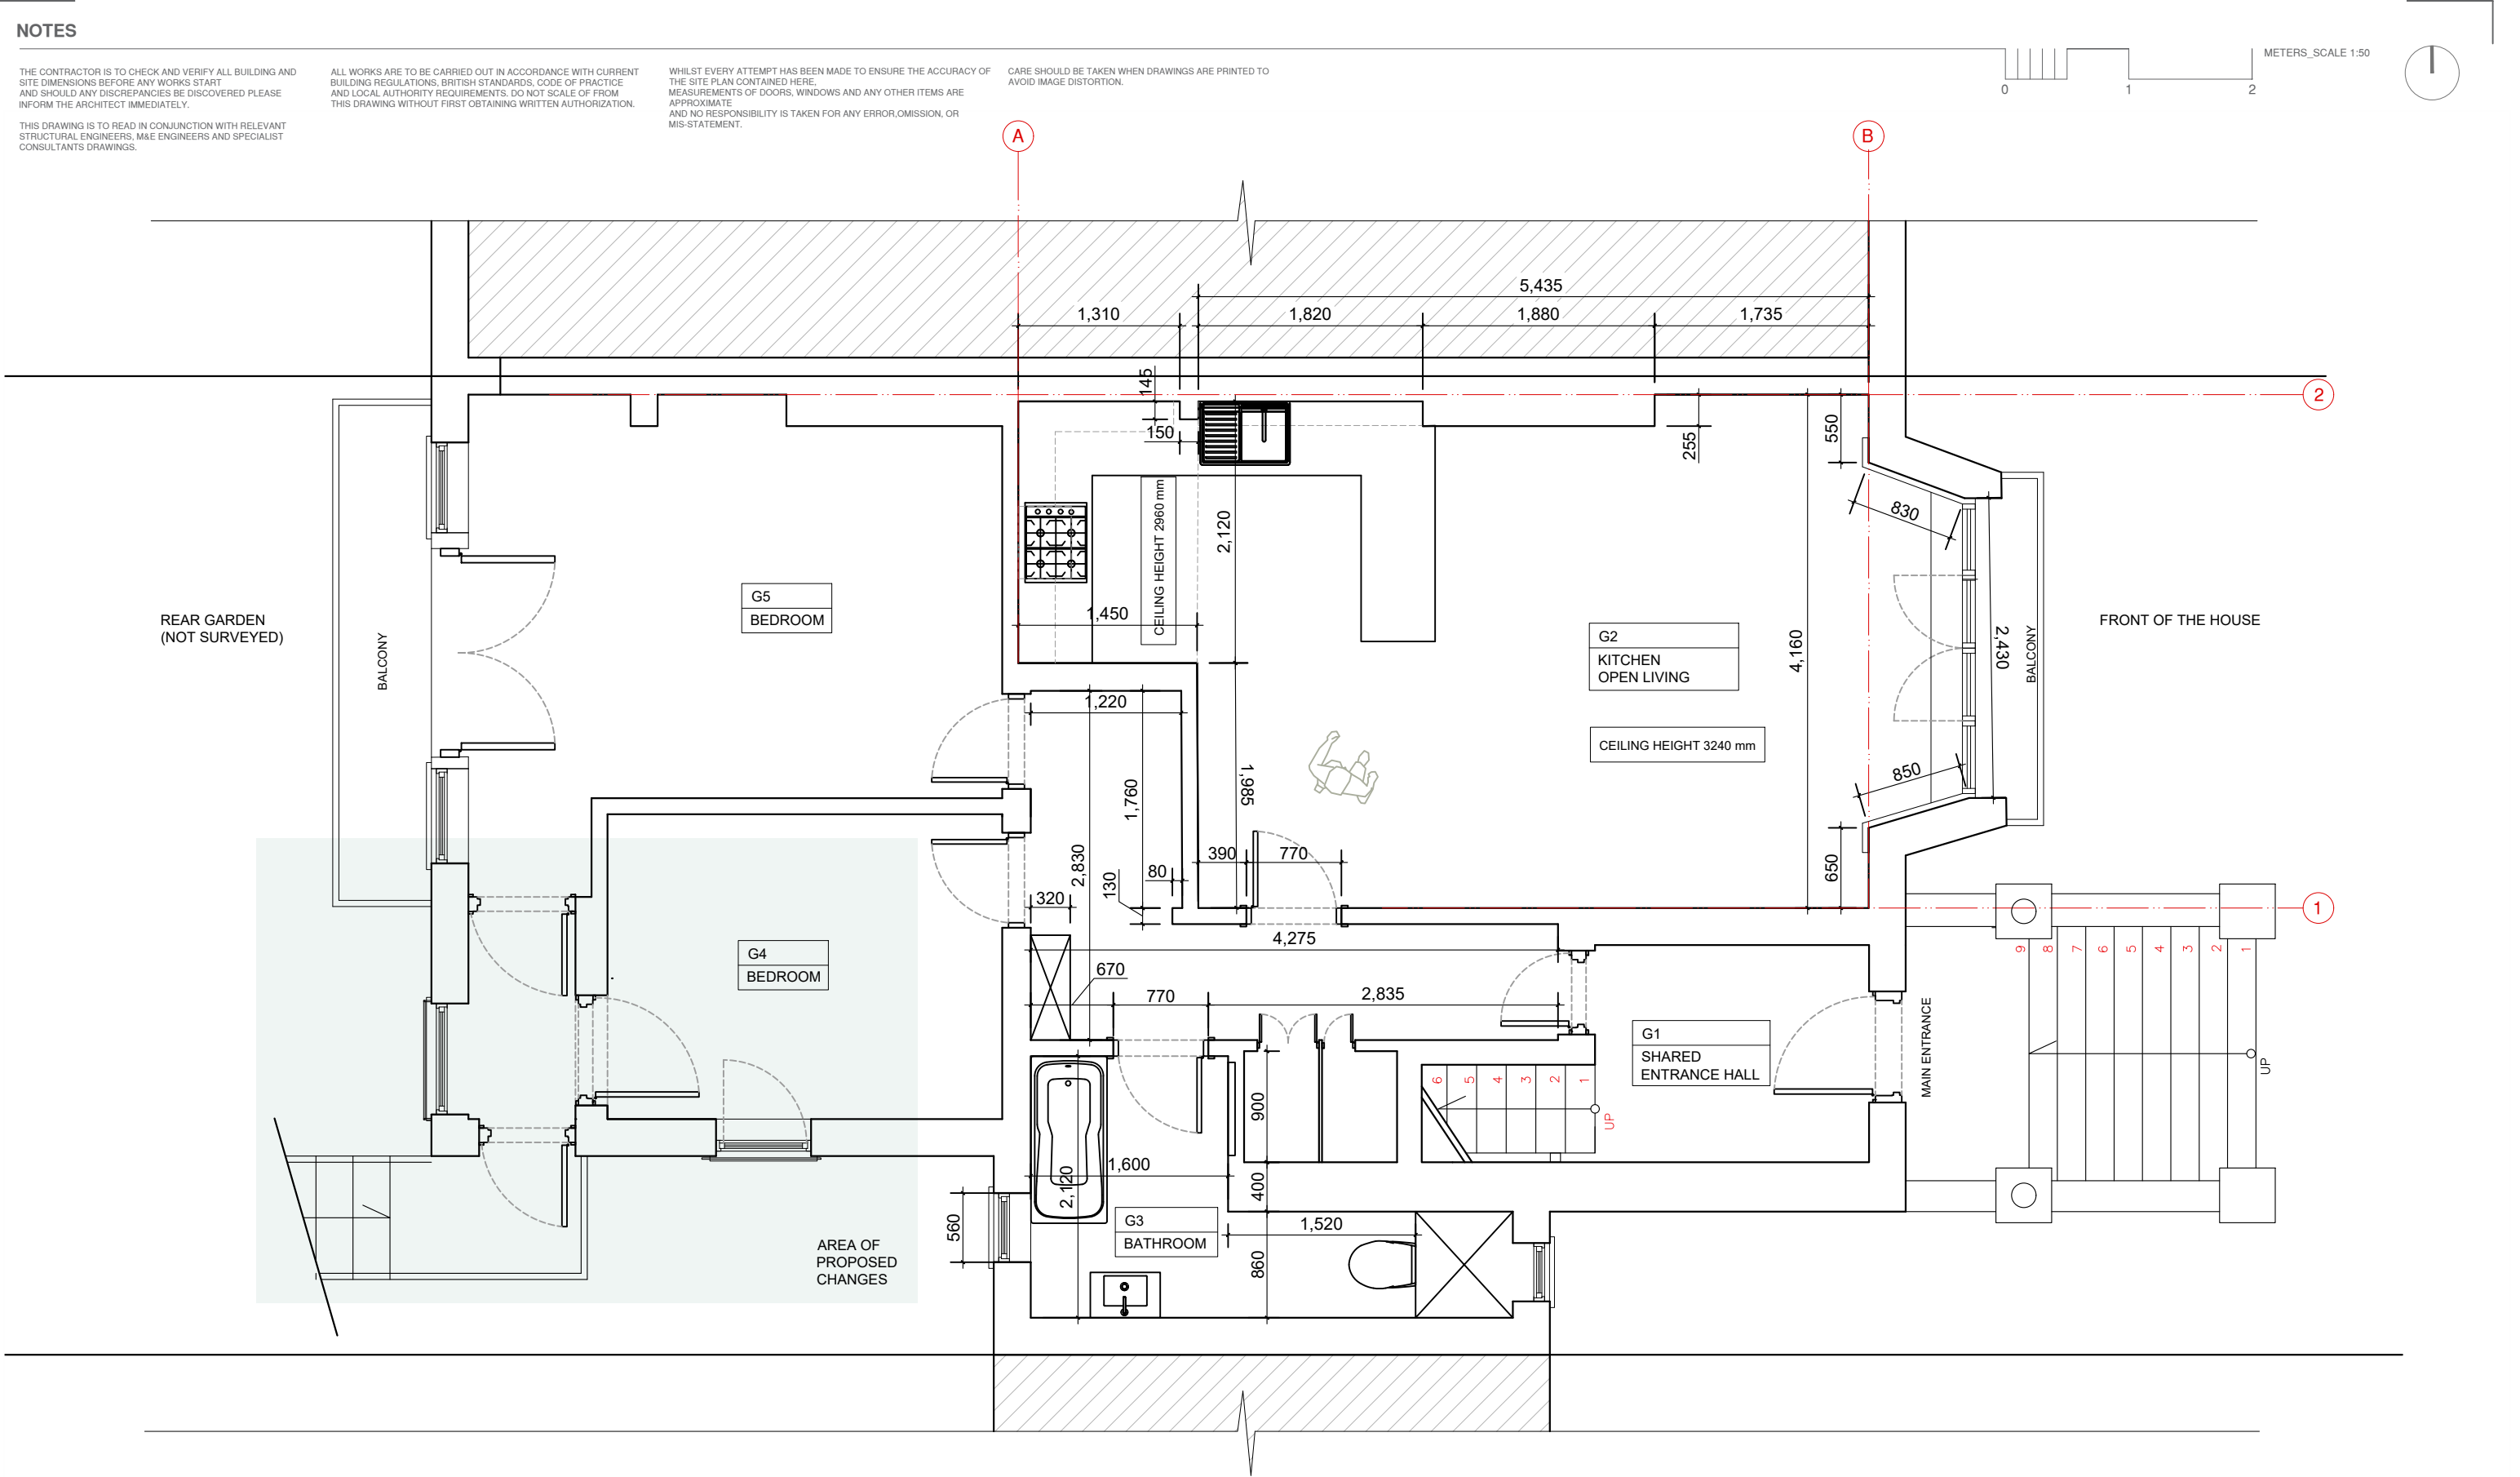 NOTES
THE CONTRACTOR IS TO CHECK AND VERIFY ALL BUILDING AND
SITE DIMENSIONS BEFORE ANY WORKS START
AND SHOULD ANY DISCREPANCIES BE DISCOVERED PLEASE
INFORM THE ARCHITECT IMMEDIATELY.
THIS DRAWING IS TO READ IN CONJUNCTION WITH RELEVANT
STRUCTURAL ENGINEERS, M&E ENGINEERS AND SPECIALIST
CONSULTANTS DRAWINGS.
ALL WORKS ARE TO BE CARRIED OUT IN ACCORDANCE WITH CURRENT
BUILDING REGULATIONS, BRITISH STANDARDS, CODE OF PRACTICE
AND LOCAL AUTHORITY REQUIREMENTS. DO NOT SCALE OF FROM
THIS DRAWING WITHOUT FIRST OBTAINING WRITTEN AUTHORIZATION.
WHILST EVERY ATTEMPT HAS BEEN MADE TO ENSURE THE ACCURACY OF
THE SITE PLAN CONTAINED HERE,
MEASUREMENTS OF DOORS, WINDOWS AND ANY OTHER ITEMS ARE
APPROXIMATE
AND NO RESPONSIBILITY IS TAKEN FOR ANY ERROR,OMISSION, OR
MIS-STATEMENT.
CARE SHOULD BE TAKEN WHEN DRAWINGS ARE PRINTED TO
AVOID IMAGE DISTORTION.
0
1
2
METERS_SCALE 1:50
A
B
5,435
1,310
1,820
1,880
1,735
2
145
150
255
550
830
CEILING HEIGHT 2960 mm
2,120
1,450
G5
BEDROOM
REAR GARDEN
(NOT SURVEYED)
BALCONY
G2
KITCHEN
OPEN LIVING
4,160
2,430
BALCONY
FRONT OF THE HOUSE
CEILING HEIGHT 3240 mm
1,220
1,760
1,985
850
2,830
390
770
80
130
650
320
1
4,275
G4
BEDROOM
670
770
2,835
9
8
7
6
5
4
3
2
1
UP
G1
SHARED
ENTRANCE HALL
MAIN ENTRANCE
6
5
4
3
2
1
UP
900
1,600
2,120
400
560
G3
BATHROOM
1,520
860
AREA OF
PROPOSED
CHANGES